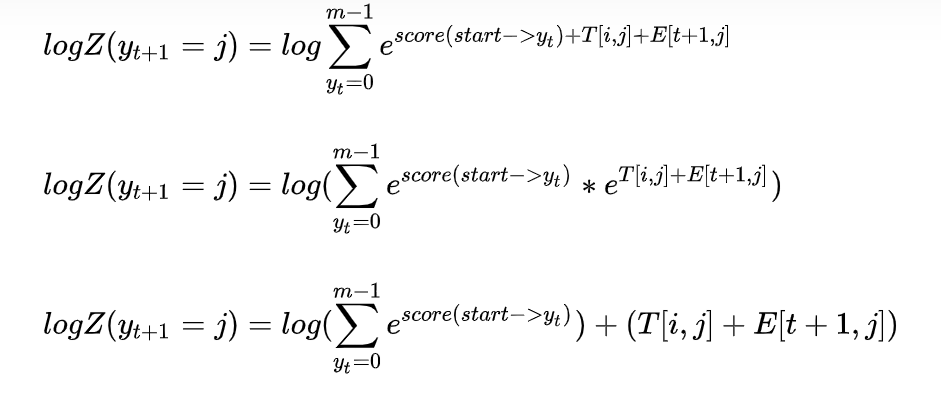 logZ(y_{t+1} = j) = log \sum_{y_t=0}^{m-1} e^{score(start->y_t)+T[i,j]+E[t+1,j]}
logZ(y_{t+1} = j) = log(\sum_{y_t=0}^{m-1} e^{score(start->y_t)} * e^{T[i,j]+E[t+1,j]})
logZ(y_{t+1} = j) = log(\sum_{y_t=0}^{m-1} e^{score(start->y_t)}) + (T[i, j] + E[t + 1, j])